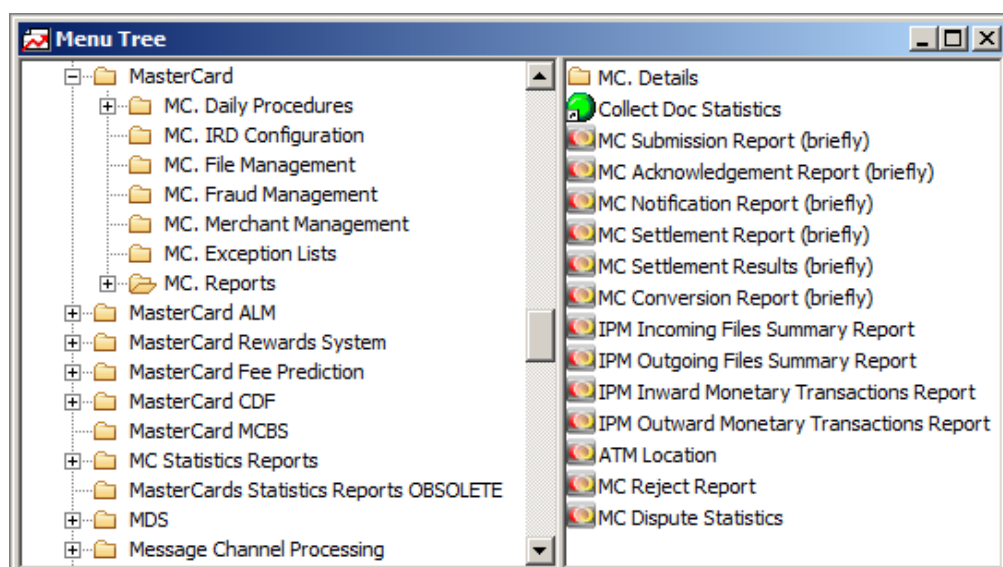 Menu Tree
MasterCard
MC. Daily Procedures
MC. IRD Configuration
MC. File Management
MC. Fraud Management
MC. Merchant Management
MC. Exception Lists
MC. Reports
MasterCard ALM
MasterCard Rewards System
MasterCard Fee Prediction
MasterCard CDF
MasterCard MCBS
MC Statistics Reports
MasterCards Statistics Reports OBSOLETE
MDS
Message Channel Processing
MC. Details
Collect Doc Statistics
MC Submission Report (briefly)
MC Acknowledgement Report (briefly)
MC Notification Report (briefly)
MC Settlement Report (briefly)
MC Settlement Results (briefly)
MC Conversion Report (briefly)
IPM Incoming Files Summary Report
IPM Outgoing Files Summary Report
IPM Inward Monetary Transactions Report
IPM Outward Monetary Transactions Report
ATM Location
MC Reject Report
MC Dispute Statistics